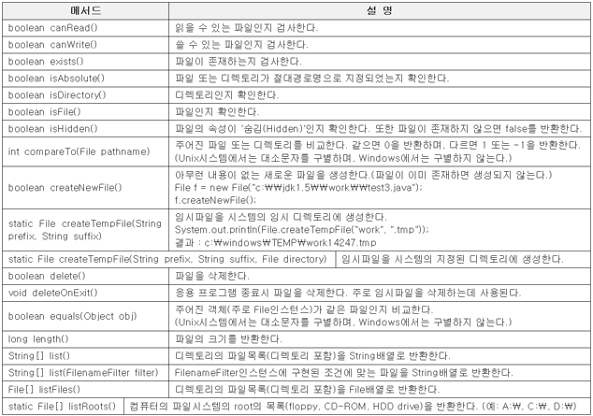 메서드 설 명
boolean canRead() 읽을 수 있는 파일인지 검사한다.
boolean canWrite() 쓸 수 있는 파일인지 검사한다.
boolean exists() 파일이 존재하는지 검사한다.
boolean isAbsolute() 파일 또는 디렉토리가 절대경로명으로 지정되었는지 확인한다.
boolean isDirectory() 디렉토리인지 확인한다.
boolean isFile() 파일인지 확인한다.
boolean isHidden() 파일의 속성이 '숨김(Hidden)'인지 확인한다. 또한 파일이 존재하지 않으면 false를 반환한다.
int compareTo(File pathname) 주어진 파일 또는 디렉토리를 비교한다. 같으면 0을 반환하며, 다르면 1 또는 -1을 반환한다.
(Unix시스템에서는 대소문자를 구별하며, Windows에서는 구별하지 않는다.)
boolean createNewFile() 아무런 내용이 없는 새로운 파일을 생성한다.(파일이 이미 존재하면 생성되지 않는다.)
File f = new File("c:₩₩jdk1.5₩₩work₩₩test3.java");
f.createNewFile();
static File createTempFile(String
prefix, String suffix)
임시파일을 시스템의 임시 디렉토리에 생성한다.
System.out.println(File.createTempFile("work", ".tmp"));
결과 : c:₩windows₩TEMP₩work14247.tmp
static File createTempFile(String prefix, String suffix, File directory) 임시파일을 시스템의 지정된 디렉토리에 생성한다.
boolean delete() 파일을 삭제한다.
void deleteOnExit() 응용 프로그램 종료시 파일을 삭제한다. 주로 임시파일을 삭제하는데 사용된다.
boolean equals(Object obj) 주어진 객체(주로 File인스턴스)가 같은 파일인지 비교한다.
(Unix시스템에서는 대소문자를 구별하며, Windows에서는 구별하지 않는다.)
long length() 파일의 크기를 반환한다.
String[] list() 디렉토리의 파일목록(디렉토리 포함)을 String배열로 반환한다.
String[] list(FilenameFilter filter) FilenameFilter인스턴스에 구현된 조건에 맞는 파일을 String배열로 반환한다.
File[] listFiles() 디렉토리의 파일목록(디렉토리 포함)을 File배열로 반환한다.
static File[] listRoots() 컴퓨터의 파일시스템의 root의 목록(floppy, CD-ROM, HDD drive)을 반환한다. (예: A:₩, C:₩, D:₩)